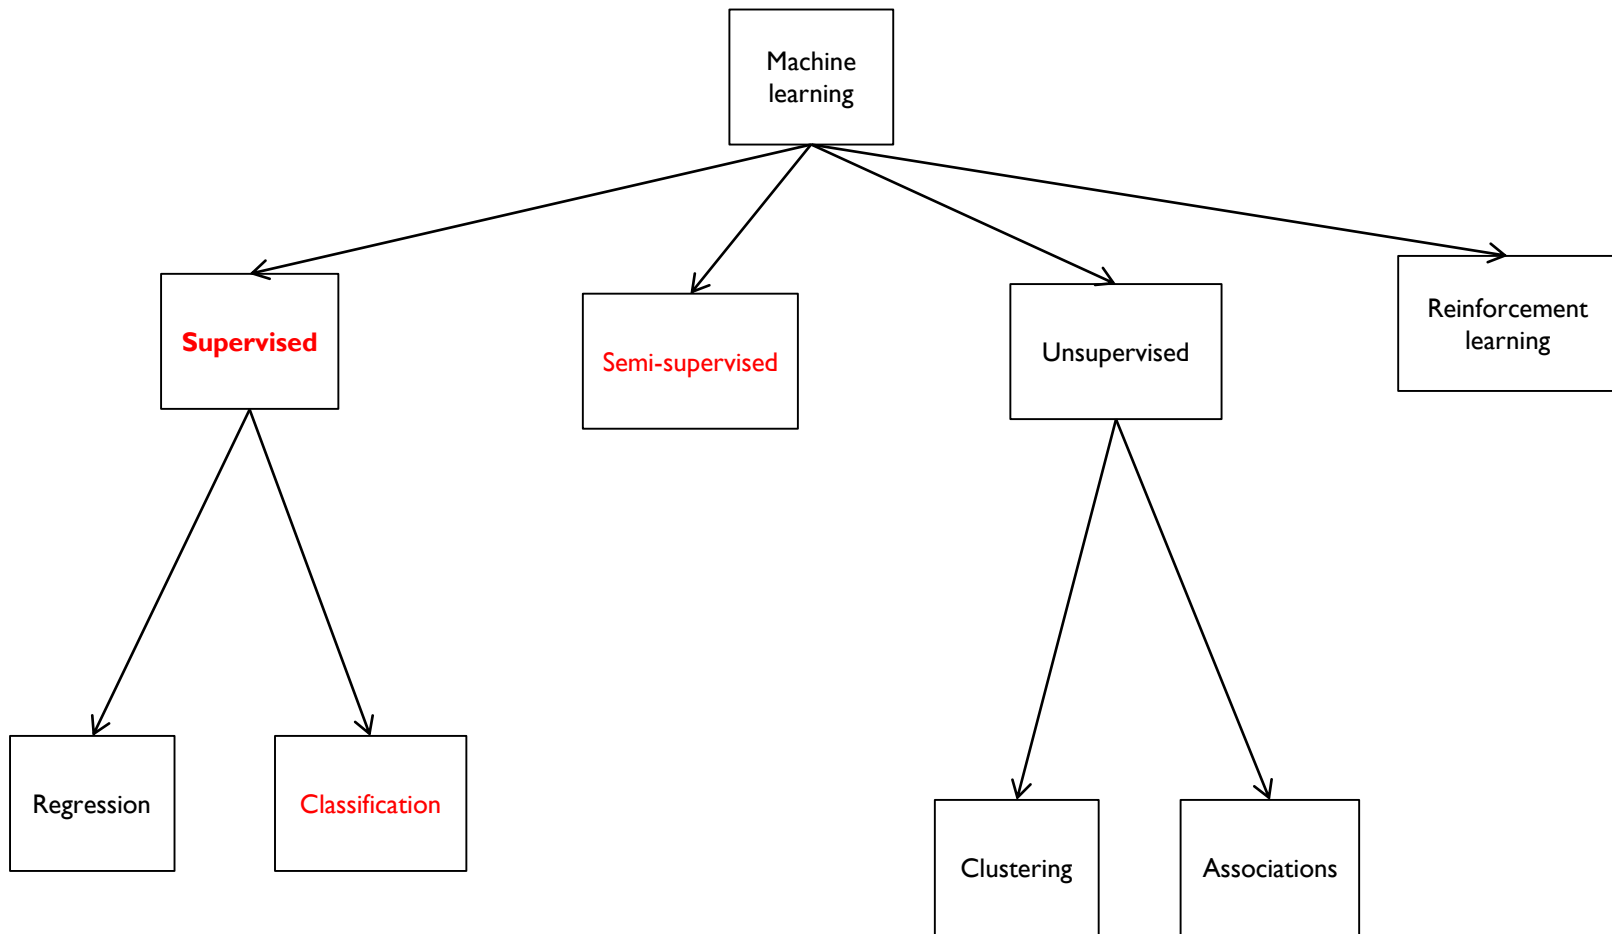 Machine
learning
Supervised
Semi-supervised
Unsupervised
Reinforcement
learning
Regression
Classification
Clustering
Associations